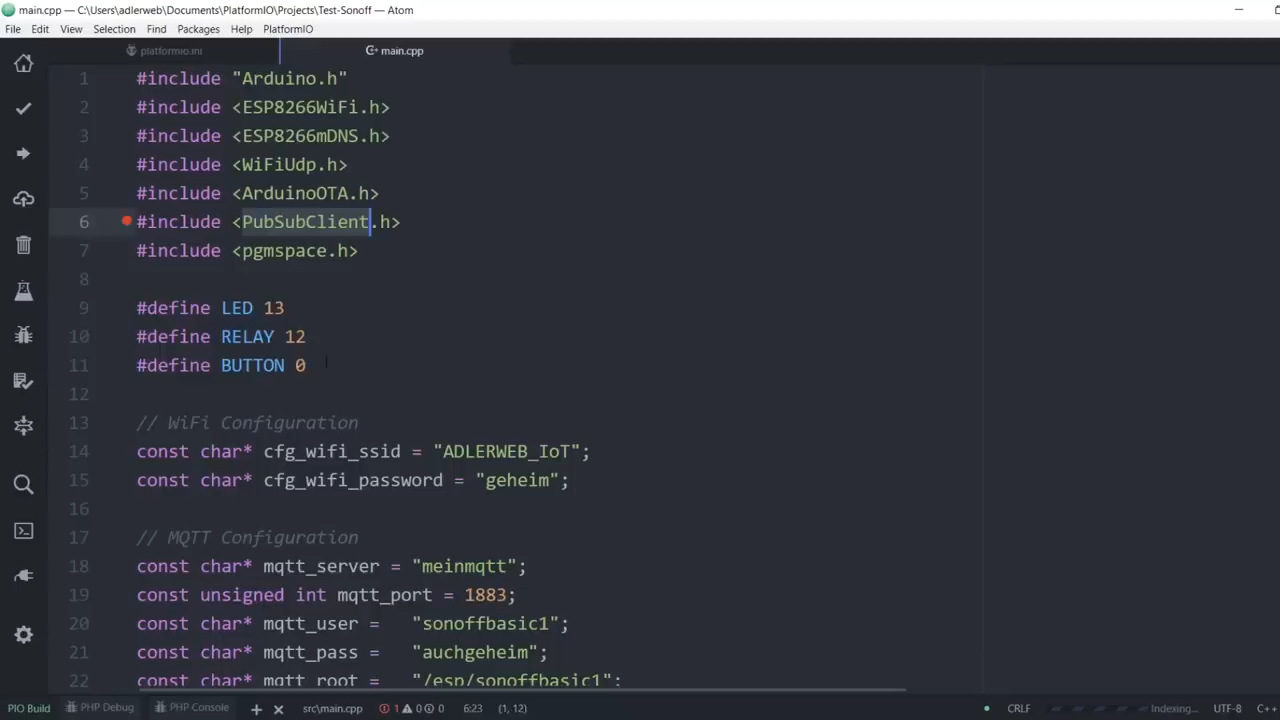 main.cpp — C:\Users\adlerweb\Documents\PlatformIO\Projects\Test-Sonoff — Atom
File Edit View Selection Find Packages Help PlatformIO
platformio.ini main.cpp
1 #include "Arduino.h"
2 #include <ESP8266WiFi.h>
3 #include <ESP8266mDNS.h>
4 #include <WiFiUdp.h>
5 #include <ArduinoOTA.h>
6 #include <PubSubClient.h>
7 #include <pgmspace.h>
8
9 #define LED 13
10 #define RELAY 12
11 #define BUTTON 0
12
13 // WiFi Configuration
14 const char* cfg_wifi_ssid = "ADLERWEB_IoT";
15 const char* cfg_wifi_password = "geheim";
16
17 // MQTT Configuration
18 const char* mqtt_server = "meinmqtt";
19 const unsigned int mqtt_port = 1883;
20 const char* mqtt_user =   "sonoffbasic1";
21 const char* mqtt_pass =   "auchgeheim";
22 const char* mqtt_root =   "/esp/sonoffbasic1";
PIO Build PHP Debug PHP Console src\main.cpp 1 0 0 6:23 (1, 12) CRLF Indexing... UTF-8 C++